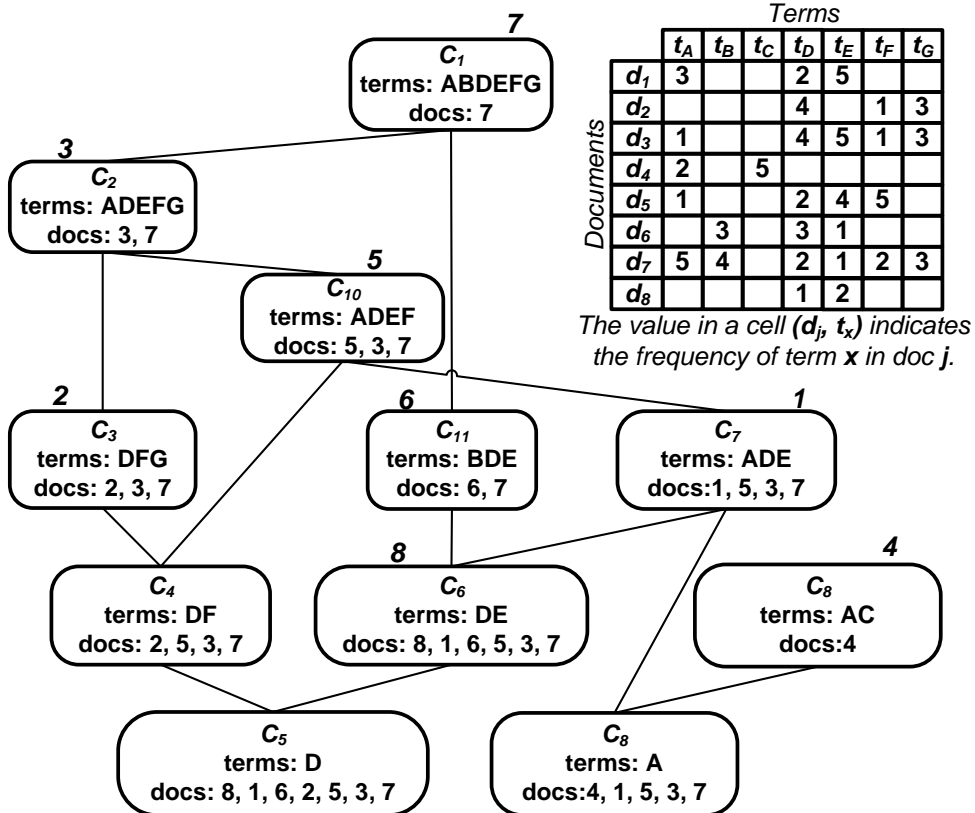 7
C1
terms: ABDEFG
docs: 7
3
C2
terms: ADEFG
docs: 3, 7
5
C10
terms: ADEF
docs: 5, 3, 7
2
C3
terms: DFG
docs: 2, 3, 7
6
C11
terms: BDE
docs: 6, 7
1
C7
terms: ADE
docs:1, 5, 3, 7
C4
terms: DF
docs: 2, 5, 3, 7
8
C6
terms: DE
docs: 8, 1, 6, 5, 3, 7
4
C8
terms: AC
docs:4
C5
terms: D
docs: 8, 1, 6, 2, 5, 3, 7
C8
terms: A
docs:4, 1, 5, 3, 7
Terms
Documents
tA tB tC tD tE tF tG
d1 3 2 5
d2 4 1 3
d3 1 4 5 1 3
d4 2 5
d5 1 2 4 5
d6 3 3 1
d7 5 4 2 1 2 3
d8 1 2
The value in a cell (dj, tx) indicates
the frequency of term x in doc j.